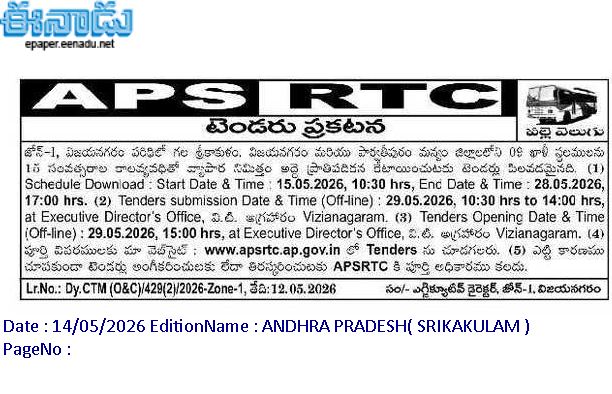 ఈనాడు
epaper.eenadu.net
APSRTC
టెండరు ప్రకటన
పల్లె వెలుగు
జోన్-1, విజయనగరం పరిధిలో గల శ్రీకాకుళం, విజయనగరం మరియు పార్వతీపురం మన్యం జిల్లాలలోని 09 ఖాళీ స్థలములను
15 సంవత్సరాల కాలవ్యవధితో వ్యాపార నిమిత్తం అద్దె ప్రాతిపదికన కేటాయించుటకు టెండర్లు పిలవడమైనది. (1)
Schedule Download : Start Date & Time : 15.05.2026, 10:30 hrs, End Date & Time : 28.05.2026,
17:00 hrs. (2) Tenders submission Date & Time (Off-line) : 29.05.2026, 10:30 hrs to 14:00 hrs,
at Executive Director's Office, వి.టి. అగ్రహారం Vizianagaram. (3) Tenders Opening Date & Time
(Off-line) : 29.05.2026, 15:00 hrs, at Executive Director's Office, వి.టి. అగ్రహారం Vizianagaram. (4)
పూర్తి వివరములకు మా వెబ్‌సైట్ : www.apsrtc.ap.gov.in లో Tenders ను చూడగలరు. (5) ఎట్టి కారణము
చూపకుండా టెండర్లు అంగీకరించుటకు లేదా తిరస్కరించుటకు APSRTC కి పూర్తి అధికారము కలదు.
Lr.No.: Dy.CTM (O&C)/429(2)/2026-Zone-1, తేది:12.05.2026 సం/- ఎగ్జిక్యూటివ్ డైరెక్టర్, జోన్-1, విజయనగరం
Date : 14/05/2026 EditionName : ANDHRA PRADESH( SRIKAKULAM )
PageNo :